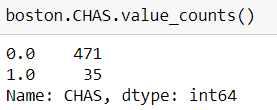 boston.CHAS.value_counts()
0.0    471
1.0     35
Name: CHAS, dtype: int64